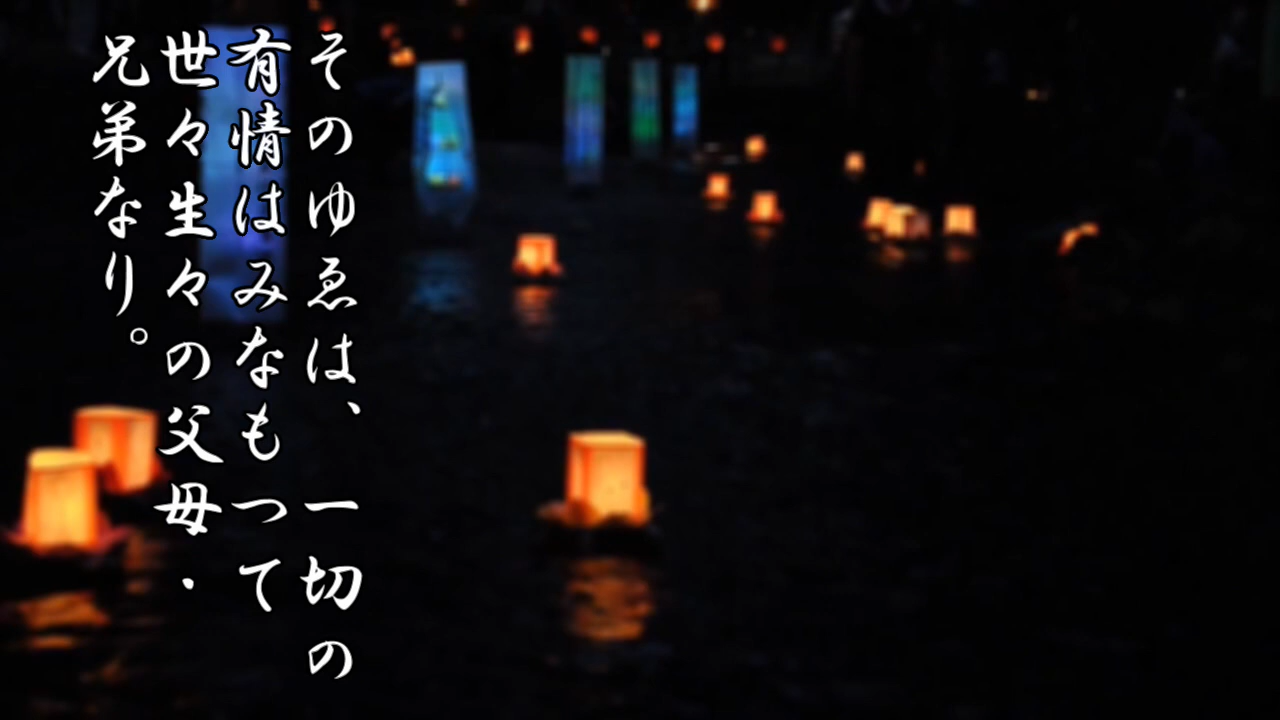 そのゆゑは、一切の
有情はみなもつて
世々生々の父母・
兄弟なり。